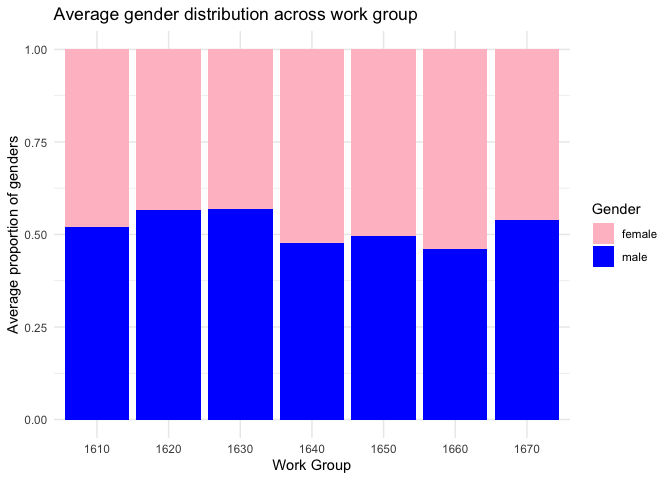 Average gender distribution across work group
Average proportion of genders
1.00
0.75
0.50
0.25
0.00
1610 1620 1630 1640 1650 1660 1670
Work Group
Gender
female
male